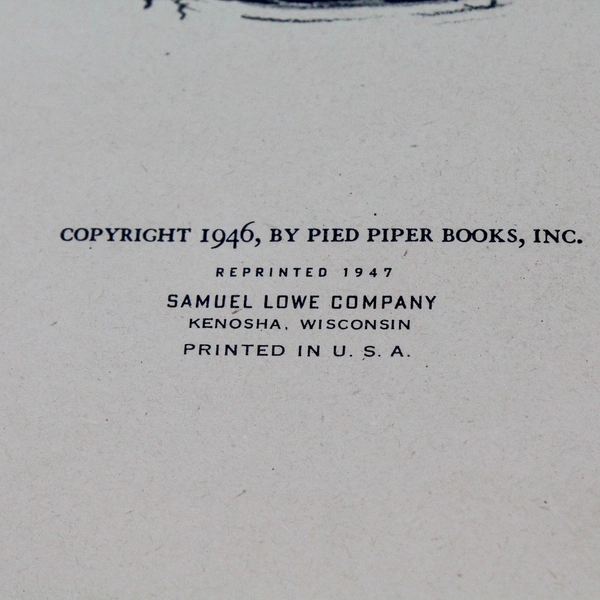 COPYRIGHT 1946, BY PIED PIPER BOOKS, INC.
REPRINTED 1947
SAMUEL LOWE COMPANY
KENOSHA, WISCONSIN
PRINTED IN U. S. A.